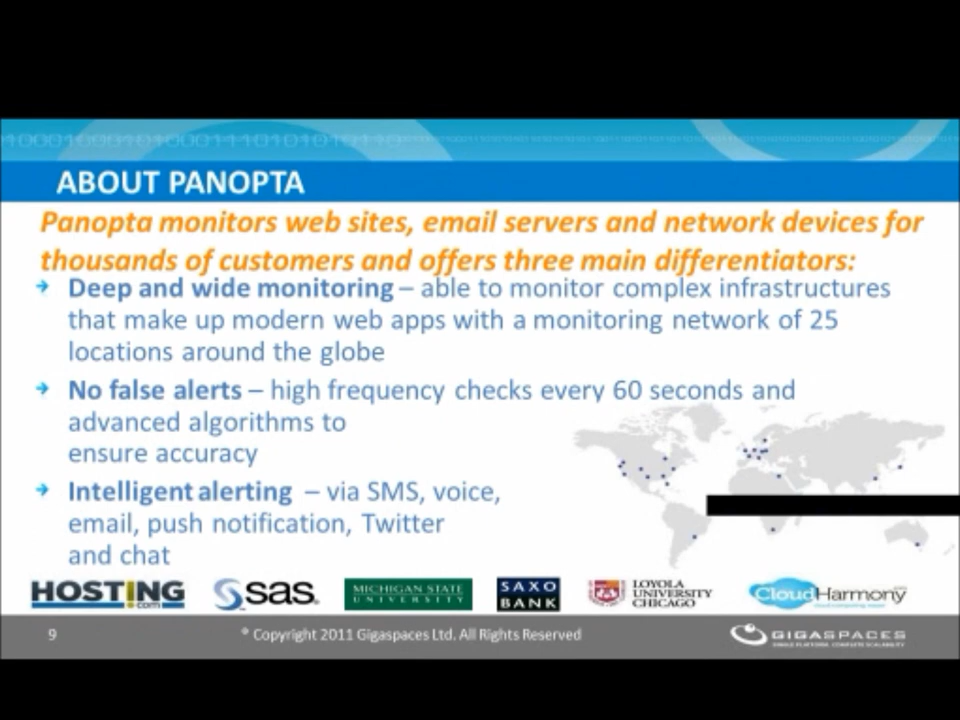 ABOUT PANOPTA
Panopta monitors web sites, email servers and network devices for
thousands of customers and offers three main differentiators:
Deep and wide monitoring – able to monitor complex infrastructures
that make up modern web apps with a monitoring network of 25
locations around the globe
No false alerts – high frequency checks every 60 seconds and
advanced algorithms to
ensure accuracy
Intelligent alerting – via SMS, voice,
email, push notification, Twitter
and chat
HOSTING
.com
sas.
MICHIGAN STATE
UNIVERSITY
SAXO
BANK
LOYOLA
UNIVERSITY
CHICAGO
CloudHarmony
9
® Copyright 2011 Gigaspaces Ltd. All Rights Reserved
GIGASPACES